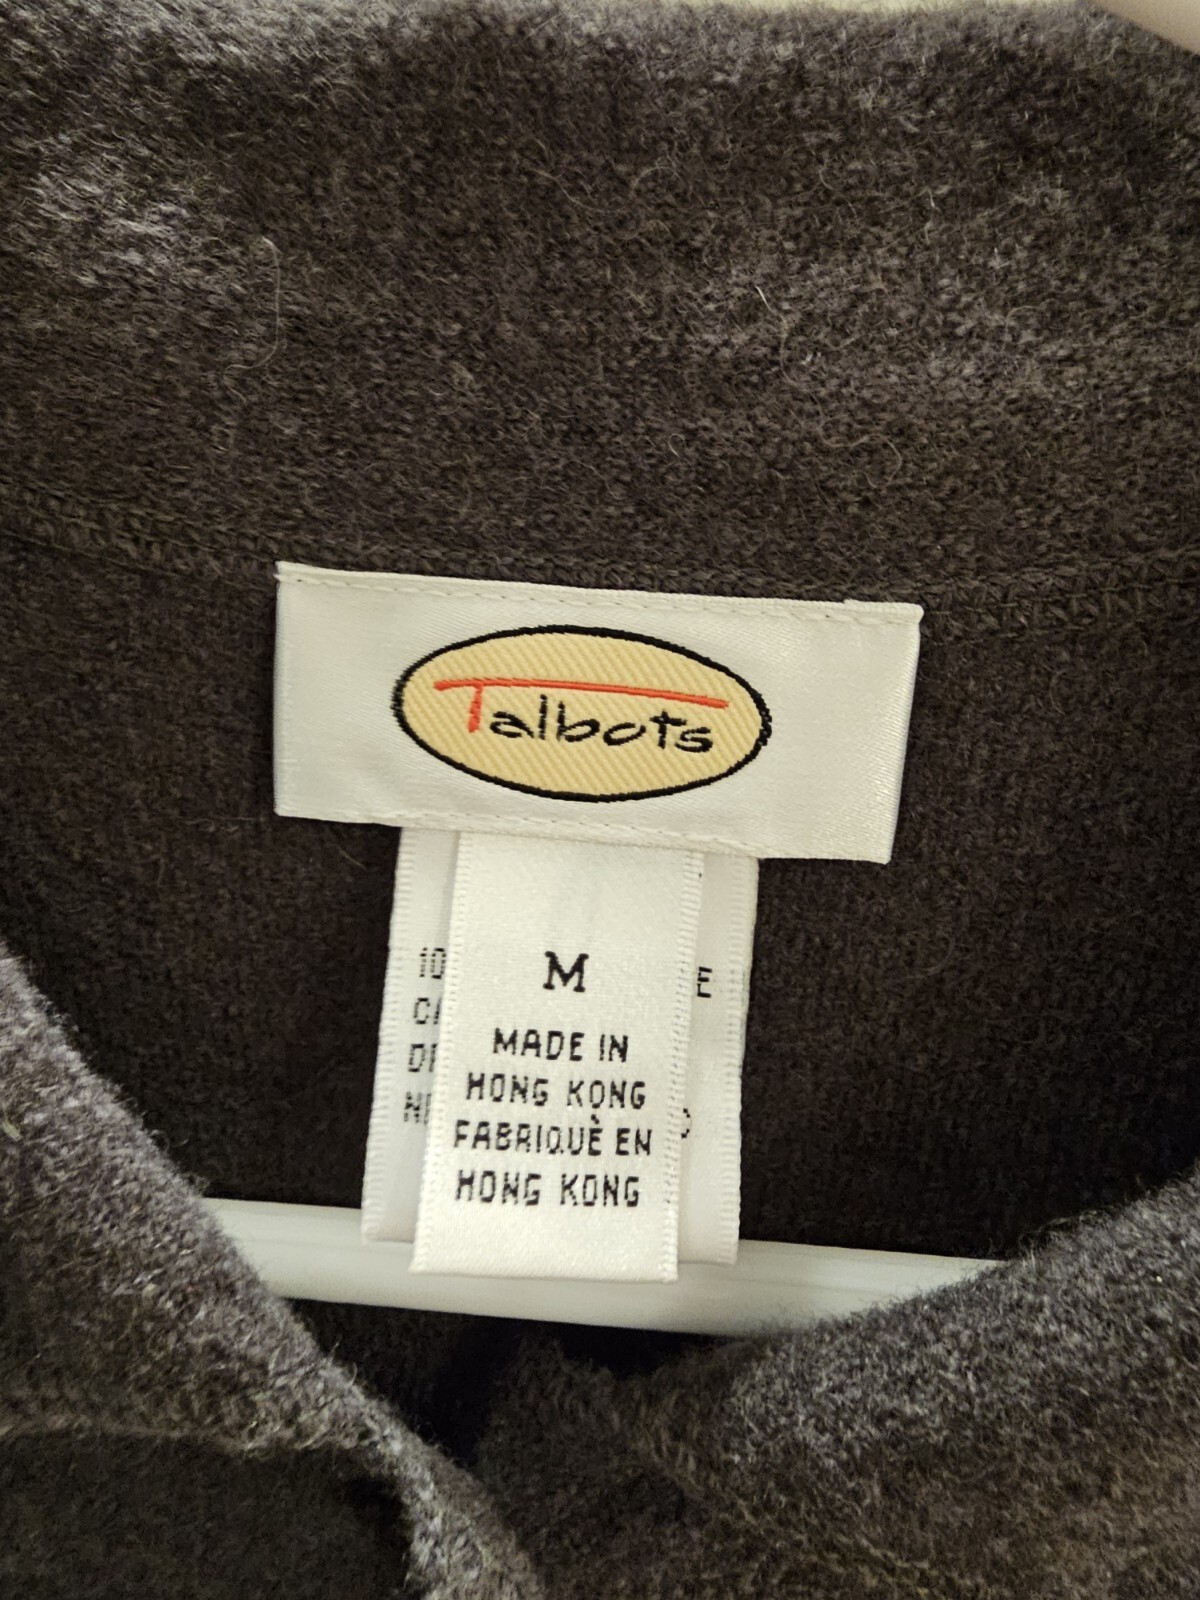 Talbots
M
MADE IN
HONG KONG
FABRIQUÈ EN
HONG KONG